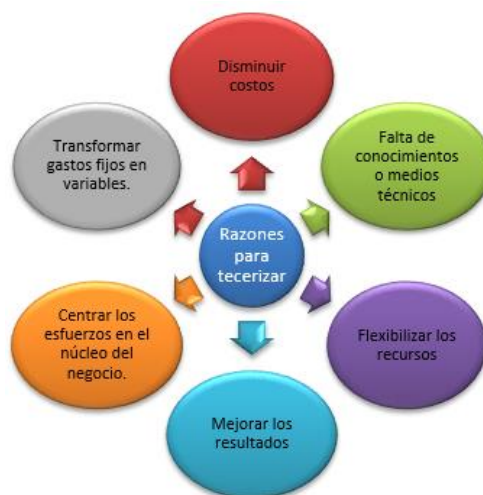 Disminuir
costos
Transformar
gastos fijos en
variables.
Falta de
conocimientos
o medios
técnicos
Razones
para
tecerizar
Centrar los
esfuerzos en el
núcleo del
negocio.
Flexibilizar los
recursos
Mejorar los
resultados